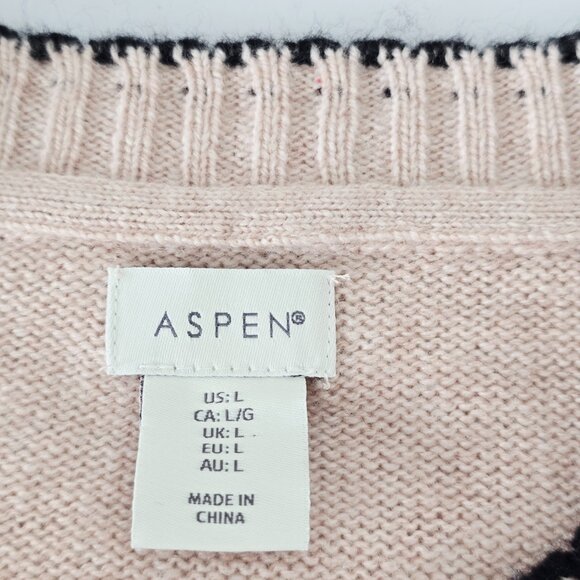 ASPEN®
US: L
CA: L/G
UK: L
EU: L
AU: L
MADE IN
CHINA